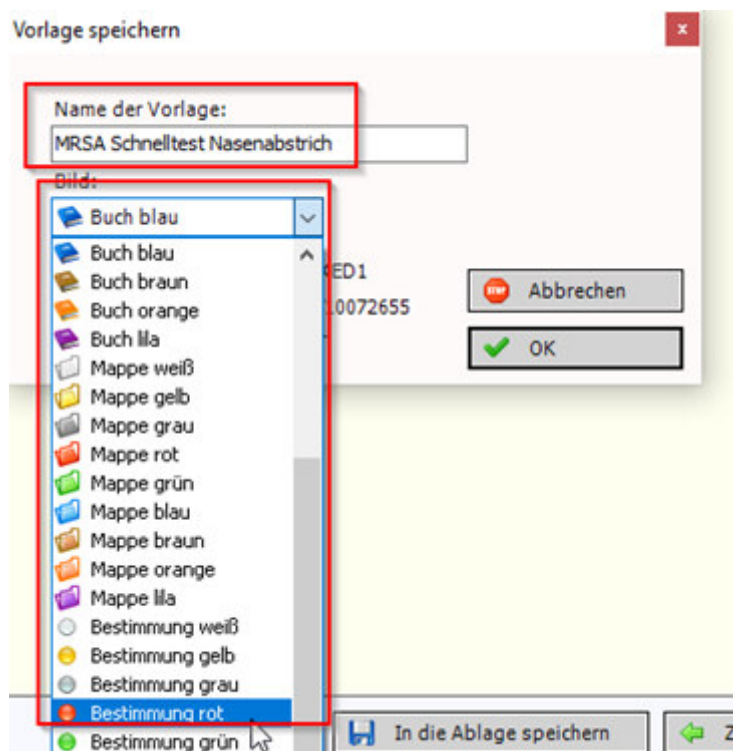 Vorlage speichern
Name der Vorlage:
MRSA Schnelltest Nasenabstrich
Bild:
Buch blau
Buch blau
Buch braun
Buch orange
Buch lila
Mappe weiß
Mappe gelb
Mappe grau
Mappe rot
Mappe grün
Mappe blau
Mappe braun
Mappe orange
Mappe lila
Bestimmung weiß
Bestimmung gelb
Bestimmung grau
Bestimmung rot
Bestimmung grün
STOP Abbrechen
OK
In die Ablage speichern